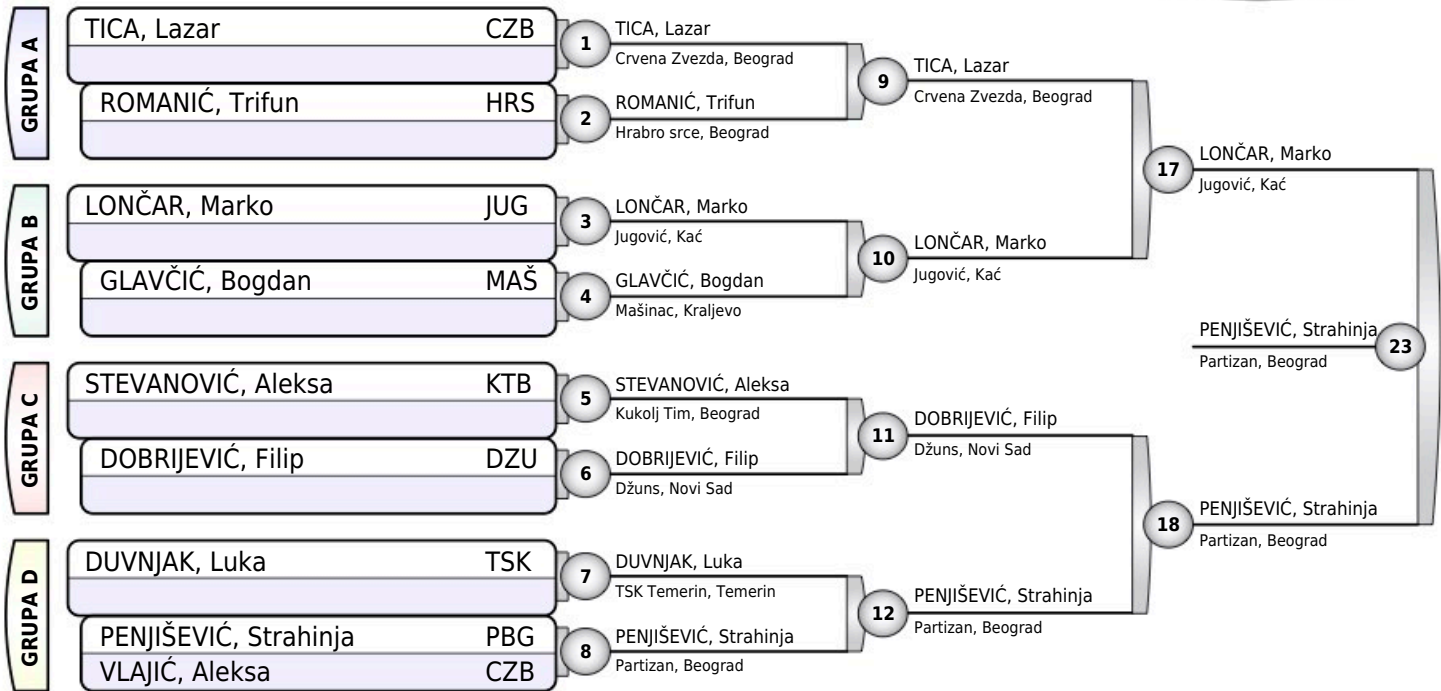 GRUPA A
TICA, Lazar CZB
ROMANIĆ, Trifun HRS
GRUPA B
LONČAR, Marko JUG
GLAVČIĆ, Bogdan MAŠ
GRUPA C
STEVANOVIĆ, Aleksa KTB
DOBRIJEVIĆ, Filip DZU
GRUPA D
DUVNJAK, Luka TSK
PENJIŠEVIĆ, Strahinja PBG
VLAJIĆ, Aleksa CZB
1
TICA, Lazar
Crvena Zvezda, Beograd
2
ROMANIĆ, Trifun
Hrabro srce, Beograd
3
LONČAR, Marko
Jugović, Kać
4
GLAVČIĆ, Bogdan
Mašinac, Kraljevo
5
STEVANOVIĆ, Aleksa
Kukolj Tim, Beograd
6
DOBRIJEVIĆ, Filip
Džuns, Novi Sad
7
DUVNJAK, Luka
TSK Temerin, Temerin
8
PENJIŠEVIĆ, Strahinja
Partizan, Beograd
9
TICA, Lazar
Crvena Zvezda, Beograd
10
LONČAR, Marko
Jugović, Kać
11
DOBRIJEVIĆ, Filip
Džuns, Novi Sad
12
PENJIŠEVIĆ, Strahinja
Partizan, Beograd
17
LONČAR, Marko
Jugović, Kać
18
PENJIŠEVIĆ, Strahinja
Partizan, Beograd
PENJIŠEVIĆ, Strahinja
23
Partizan, Beograd